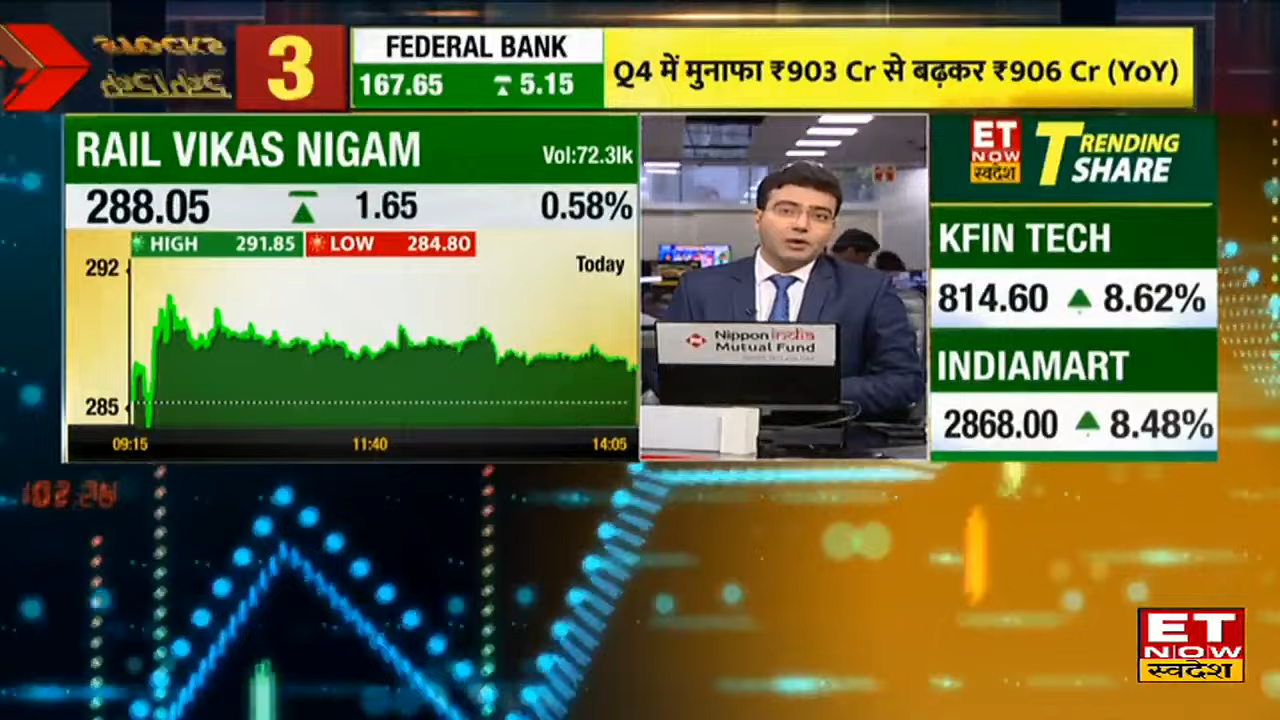 3
FEDERAL BANK
167.65 5.15
Q4 में मुनाफा ₹903 Cr से बढ़कर ₹906 Cr (YoY)
RAIL VIKAS NIGAM Vol:72.3lk
288.05 1.65 0.58%
HIGH 291.85 LOW 284.80
292
Today
285
09:15 11:40 14:05
Nippon india
Mutual Fund
ET
NOW
स्वदेश
TRENDING
SHARE
KFIN TECH
814.60 8.62%
INDIAMART
2868.00 8.48%
ET
NOW
स्वदेश